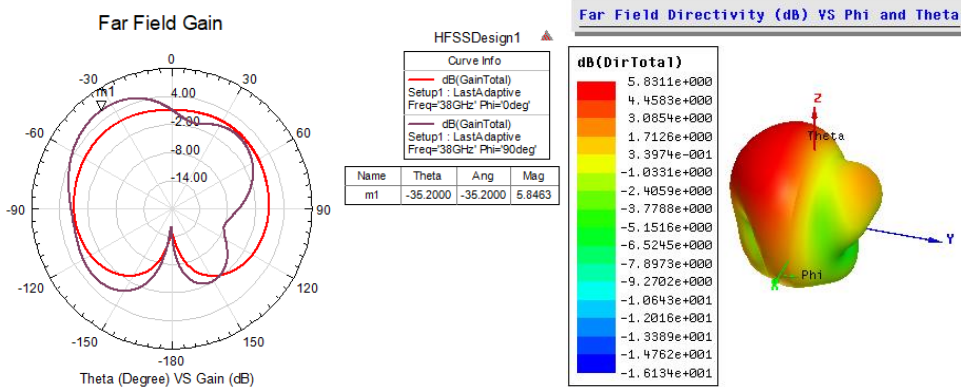 Far Field Gain
0
-30
30
m1
4.00
-60
60
-2.00
-8.00
-14.00
-90
90
-120
120
-150
150
-180
Theta (Degree) VS Gain (dB)
HFSSDesign1
Curve Info
dB(GainTotal)
Setup1 : LastAdaptive
Freq='38GHz' Phi='0deg'
dB(GainTotal)
Setup1 : LastAdaptive
Freq='38GHz' Phi='90deg'
Name Theta Ang Mag
m1 -35.2000 -35.2000 5.8463
Far Field Directivity (dB) VS Phi and Theta
dB(DirTotal)
5.8311e+000
4.4583e+000
3.0854e+000
1.7126e+000
3.3974e-001
-1.0331e+000
-2.4059e+000
-3.7788e+000
-5.1516e+000
-6.5245e+000
-7.8973e+000
-9.2702e+000
-1.0643e+001
-1.2016e+001
-1.3389e+001
-1.4762e+001
-1.6134e+001
Z
Theta
Y
Phi
X